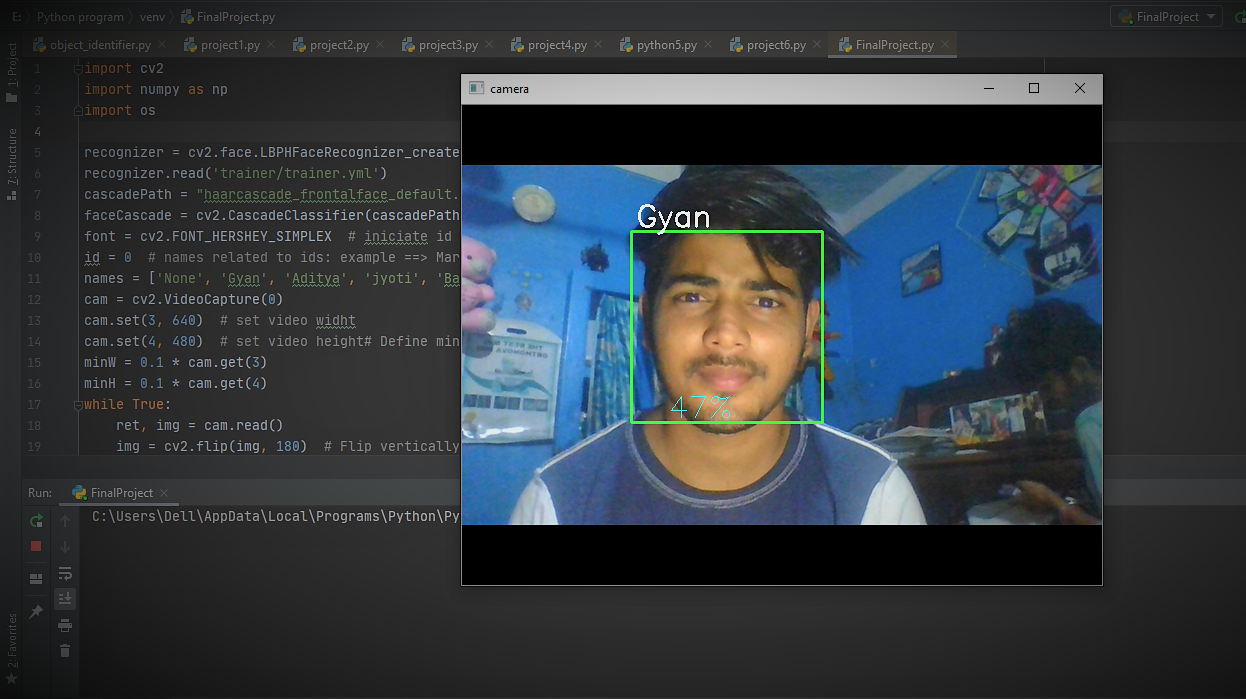 E: Python program venv FinalProject.py
FinalProject
object_identifier.py project1.py project2.py project3.py project4.py python5.py project6.py FinalProject.py
1: Project
7: Structure
2: Favorites
1 import cv2
2 import numpy as np
3 import os
4
5 recognizer = cv2.face.LBPHFaceRecognizer_create
6 recognizer.read('trainer/trainer.yml')
7 cascadePath = "haarcascade_frontalface_default.
8 faceCascade = cv2.CascadeClassifier(cascadePath
9 font = cv2.FONT_HERSHEY_SIMPLEX # iniciate id
10 id = 0 # names related to ids: example ==> Mar
11 names = ['None', 'Gyan', 'Aditya', 'jyoti', 'Ba
12 cam = cv2.VideoCapture(0)
13 cam.set(3, 640) # set video widht
14 cam.set(4, 480) # set video height# Define min
15 minW = 0.1 * cam.get(3)
16 minH = 0.1 * cam.get(4)
17 while True:
18 ret, img = cam.read()
19 img = cv2.flip(img, 180) # Flip vertically
camera
Gyan
47%
Run: FinalProject
C:\Users\Dell\AppData\Local\Programs\Python\Py